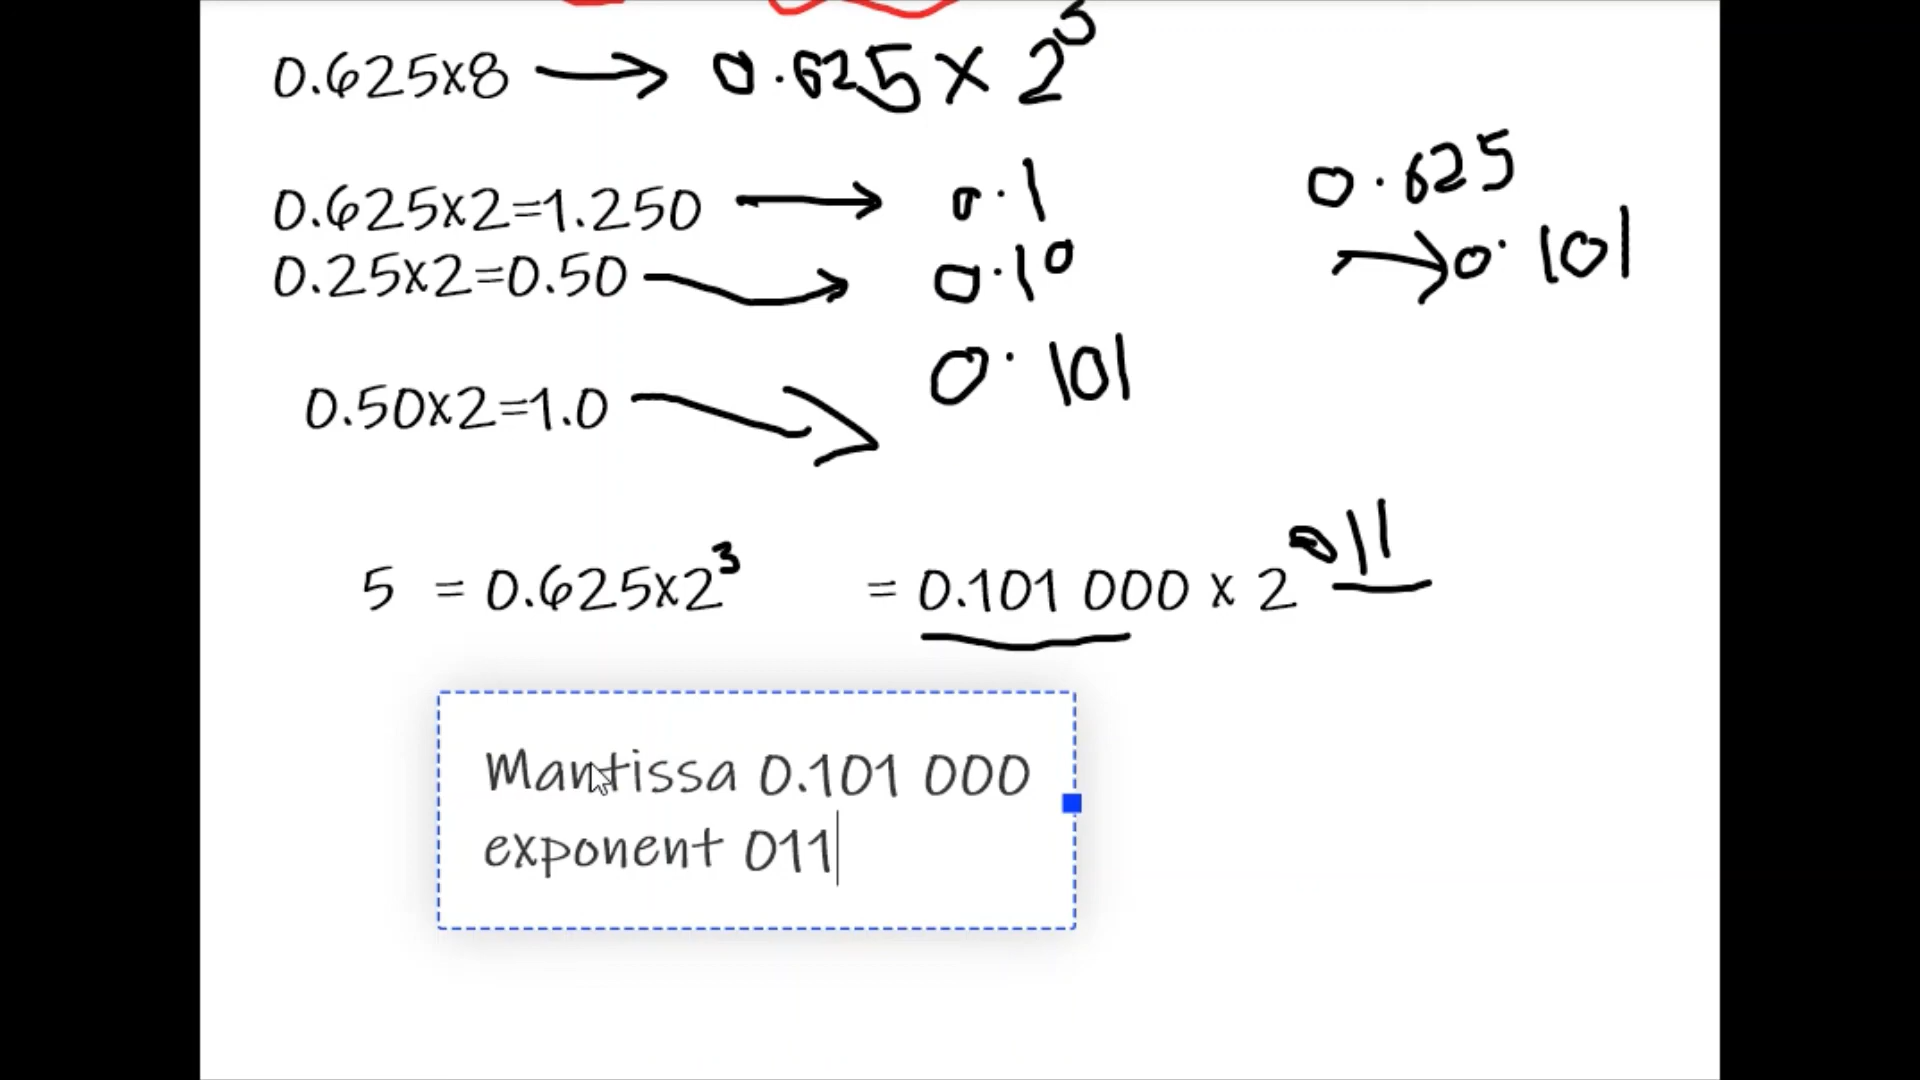 0.625x8 → 0.625 x 2³
0.625x2=1.250 → 0.1
0.25x2=0.50 → 0.10
0.50x2=1.0 → 0.101
0.625
→ 0.101
5 = 0.625x2³ = 0.101 000 x 2⁰¹¹
Mantissa 0.101 000
exponent 011